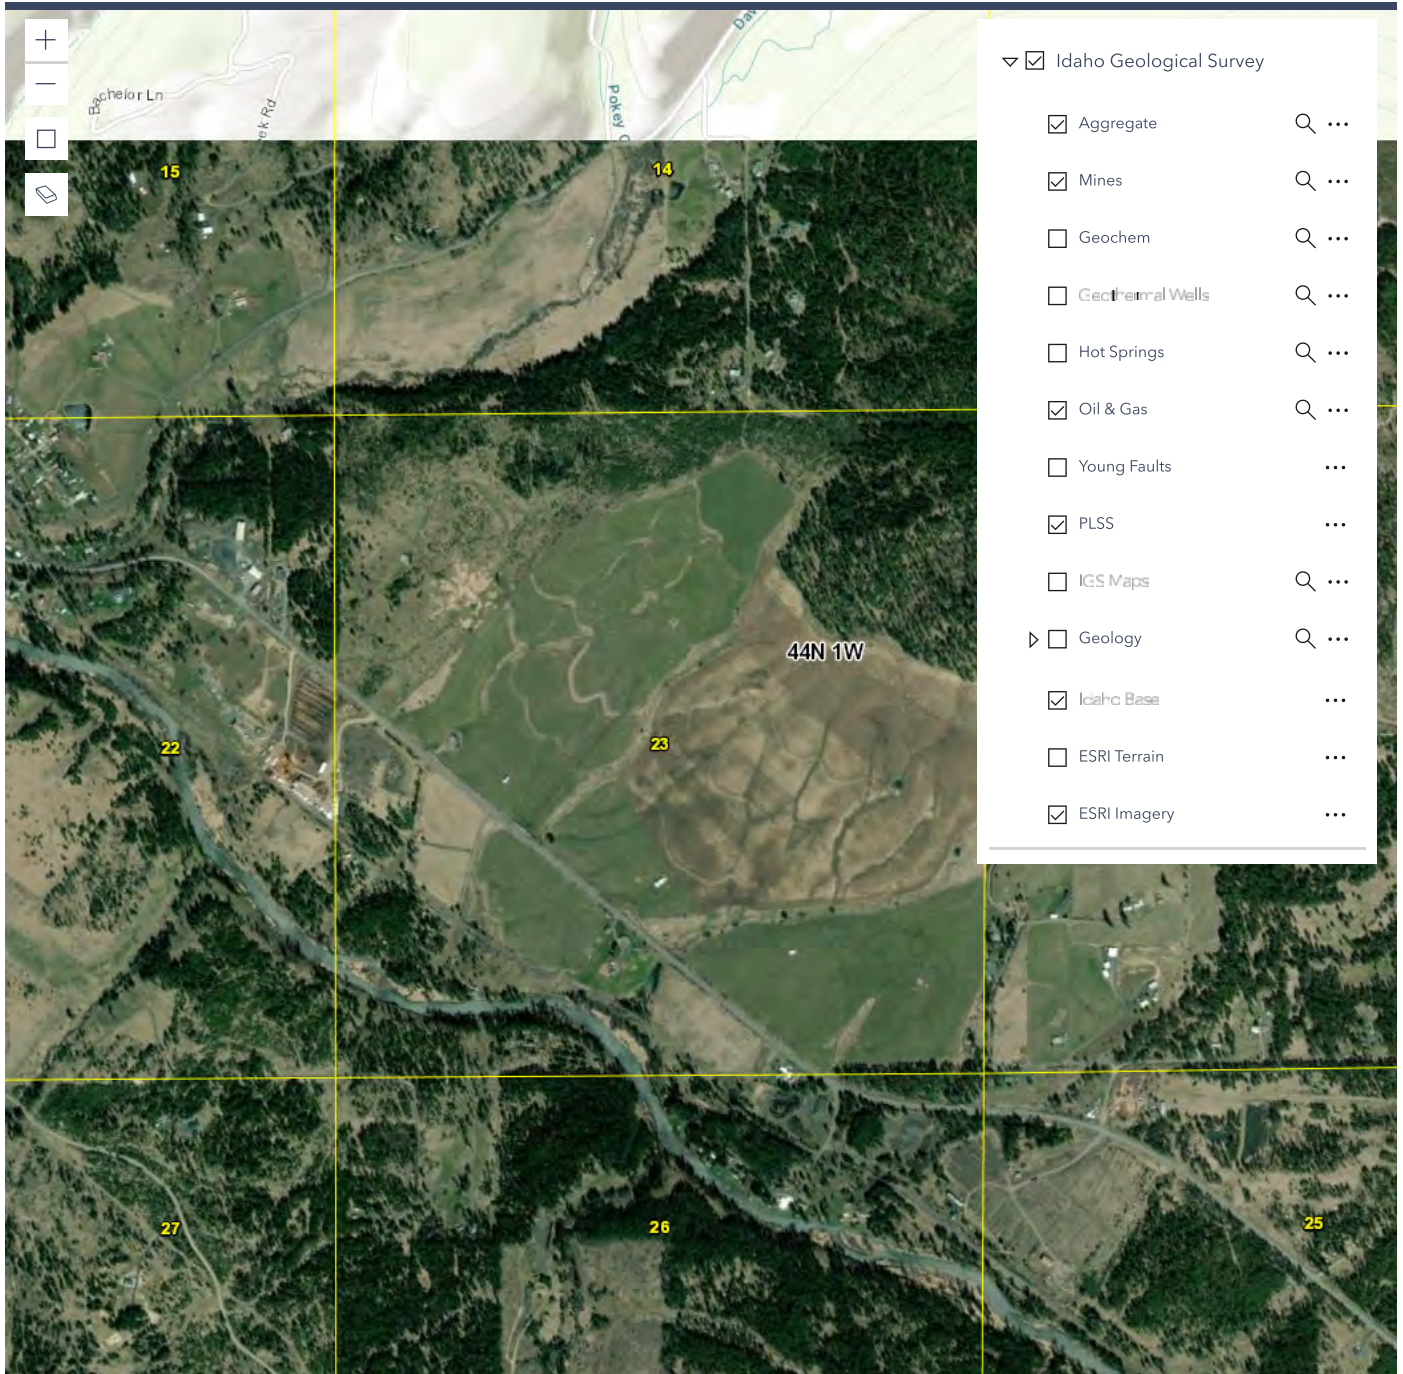 Bachelor Ln
eek Rd
Pokey
Idaho Geological Survey
Aggregate
Mines
Geochem
Geothermal Wells
Hot Springs
Oil & Gas
Young Faults
PLSS
IGS Maps
Geology
Idaho Base
ESRI Terrain
ESRI Imagery
15
14
44N 1W
22
23
27
26
25